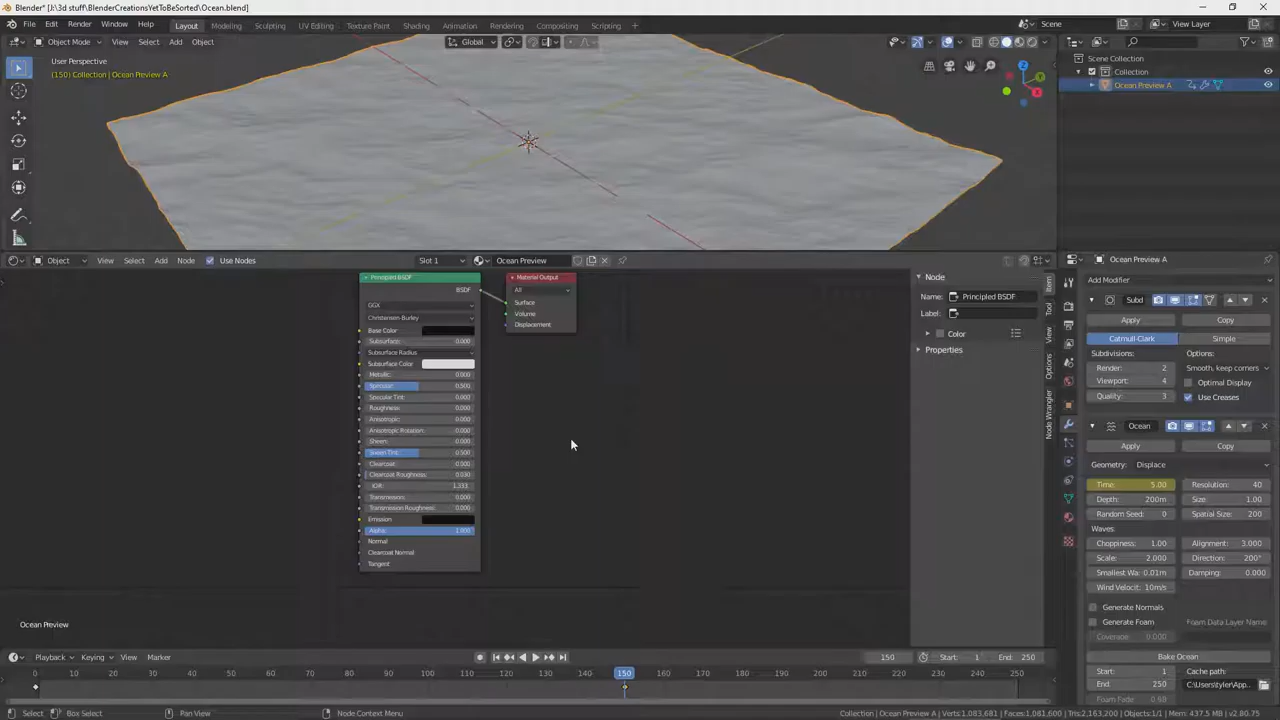 Blender* [J:\3d stuff\BlenderCreationsYetToBeSorted\Ocean.blend]
File Edit Render Window Help Layout Modeling Sculpting UV Editing Texture Paint Shading Animation Rendering Compositing Scripting Scene View Layer
Object Mode View Select Add Object Global
User Perspective
(150) Collection | Ocean Preview A
Scene Collection
Collection
Ocean Preview A
Object View Select Add Node Use Nodes Slot 1 Ocean Preview
Principled BSDF
BSDF
GGX
Christensen-Burley
Base Color
Subsurface: 0.000
Subsurface Radius
Subsurface Color
Metallic: 0.000
Specular: 0.500
Specular Tint: 0.000
Roughness: 0.000
Anisotropic: 0.000
Anisotropic Rotation: 0.000
Sheen: 0.000
Sheen Tint: 0.500
Clearcoat: 0.000
Clearcoat Roughness: 0.030
IOR: 1.333
Transmission: 0.000
Transmission Roughness: 0.000
Emission
Alpha: 1.000
Normal
Clearcoat Normal
Tangent
Material Output
All
Surface
Volume
Displacement
Node
Name: Principled BSDF
Label:
Color
Properties
Item
Tool
View
Options
Node Wrangler
Ocean Preview A
Add Modifier
Subd
Apply Copy
Catmull-Clark Simple
Subdivisions: Options:
Render: 2 Smooth, keep corners
Viewport: 4 Optimal Display
Quality: 3 Use Creases
Ocean
Apply Copy
Geometry: Displace
Time: 5.00 Resolution: 40
Depth: 200m Size: 1.00
Random Seed: 0 Spatial Size: 200
Waves:
Choppiness: 1.00 Alignment: 3.000
Scale: 2.000 Direction: 200°
Smallest Wa: 0.01m Damping: 0.000
Wind Velocit: 10m/s
Generate Normals
Generate Foam Foam Data Layer Name
Coverage: 0.000
Bake Ocean
Start: 1 Cache path:
End: 250 C:\Users\tyler\App..
Foam Fade: 0.98
Ocean Preview
Playback Keying View Marker 150 Start: 1 End: 250
0 10 20 30 40 50 60 70 80 90 100 110 120 130 140 150 160 170 180 190 200 210 220 230 240 250
Select Box Select Pan View Node Context Menu Collection | Ocean Preview A | Verts:1,083,681 | Faces:1,081,600 | Tris:2,163,200 | Objects:1/1 | Mem: 437.5 MB | v2.80.75